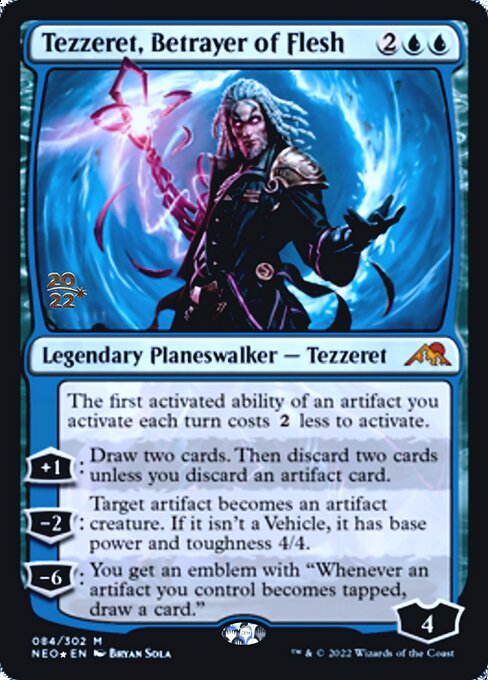 Tezzeret, Betrayer of Flesh 2
20
22*
Legendary Planeswalker — Tezzeret
The first activated ability of an artifact you
activate each turn costs 2 less to activate.
+1: Draw two cards. Then discard two cards
unless you discard an artifact card.
Target artifact becomes an artifact
-2: creature. If it isn't a Vehicle, it has base
power and toughness 4/4.
-6: You get an emblem with “Whenever an
artifact you control becomes tapped,
draw a card.”
4
084/302 M
NEO★EN Bryan Sola
™ & © 2022 Wizards of the Coast